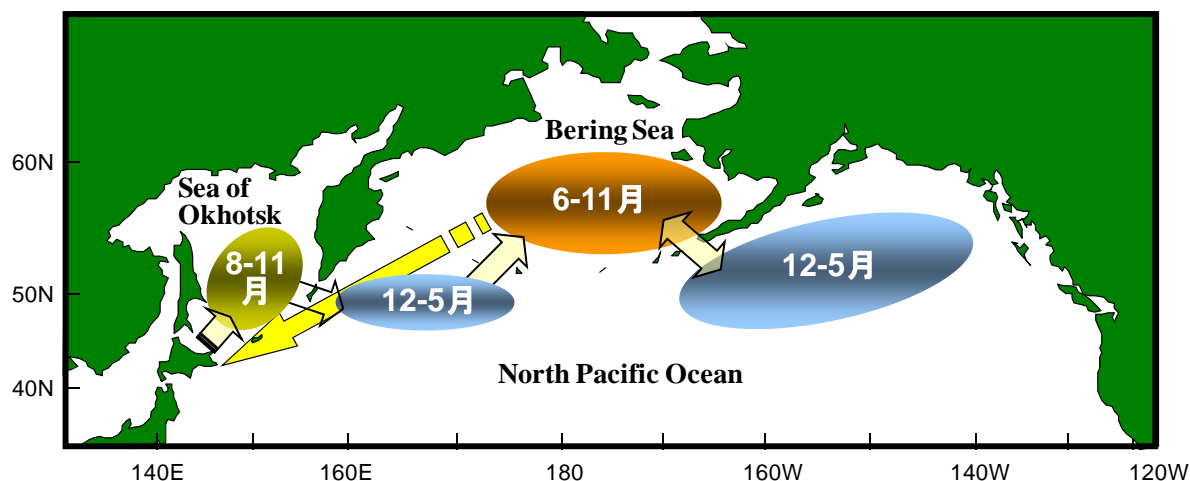 Bering Sea
60N
Sea of
Okhotsk
6-11月
8-11
月
12-5月
50N
12-5月
North Pacific Ocean
40N
140E
160E
180
160W
140W
120W